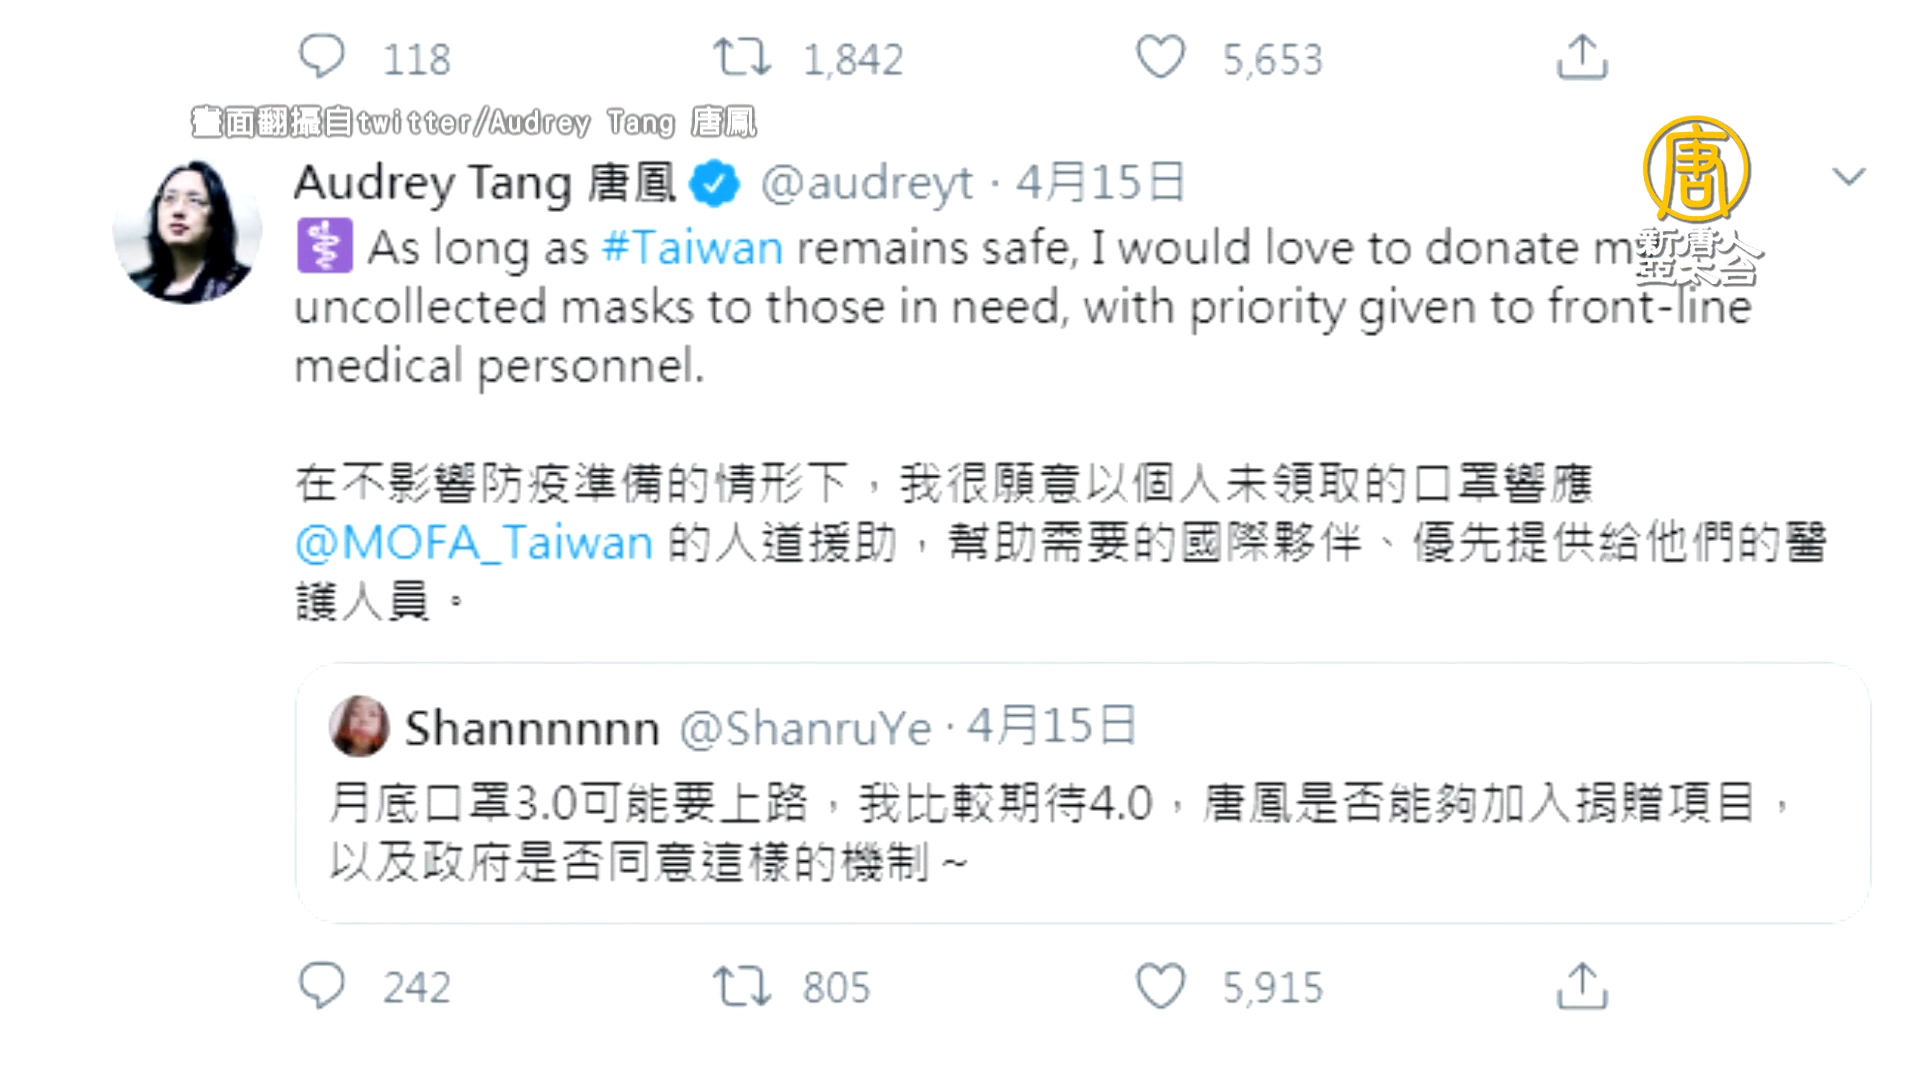 118 1,842 5,653
畫面翻攝自twitter/Audrey Tang 唐鳳
Audrey Tang 唐鳳 @audreyt · 4月15日
唐
新唐人
亞太台
As long as #Taiwan remains safe, I would love to donate
uncollected masks to those in need, with priority given to front-line
medical personnel.
在不影響防疫準備的情形下，我很願意以個人未領取的口罩響應
@MOFA_Taiwan 的人道援助，幫助需要的國際夥伴、優先提供給他們的醫
護人員。
Shannnnnn @ShanruYe · 4月15日
月底口罩3.0可能要上路，我比較期待4.0，唐鳳是否能夠加入捐贈項目，
以及政府是否同意這樣的機制～
242 805 5,915